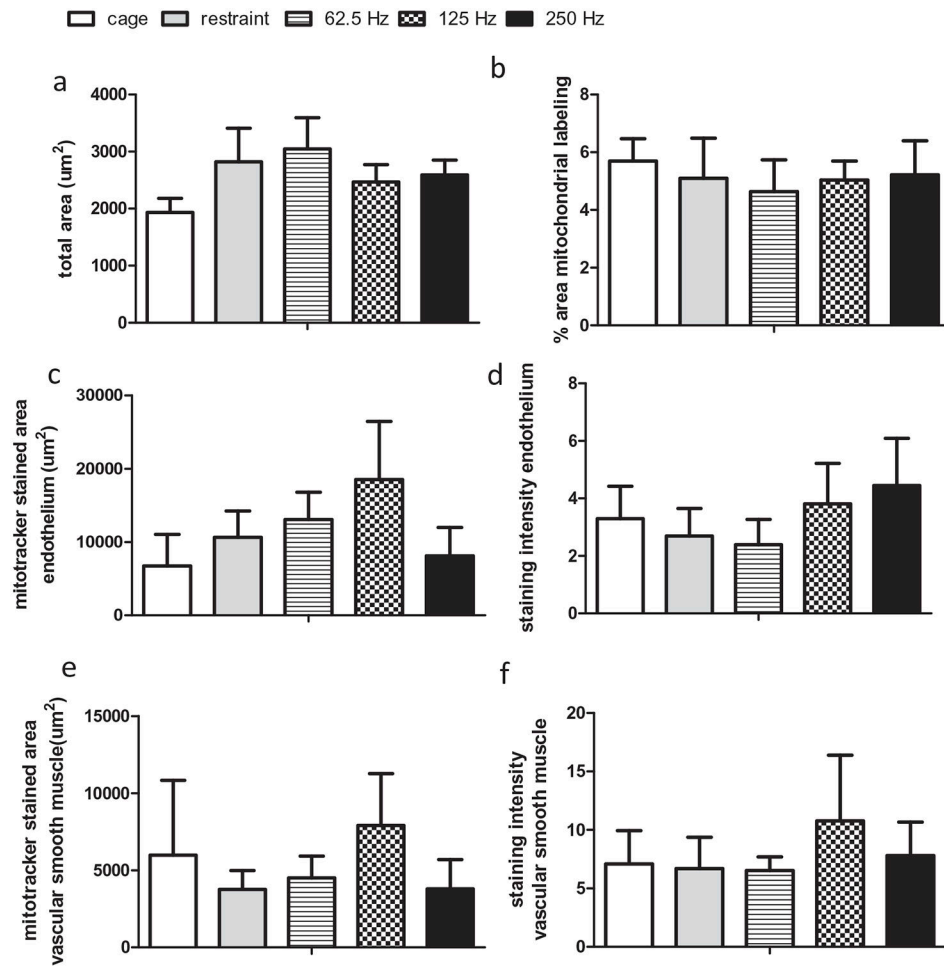 cage restraint 62.5 Hz 125 Hz 250 Hz
a
total area (um²)
4000
3000
2000
1000
0
b
% area mitochondrial labeling
8
6
4
2
0
c
mitotracker stained area
endothelium (um²)
30000
20000
10000
0
d
staining intensity endothelium
8
6
4
2
0
e
mitotracker stained area
vascular smooth muscle(um²)
15000
10000
5000
0
f
staining intensity
vascular smooth muscle
20
15
10
5
0